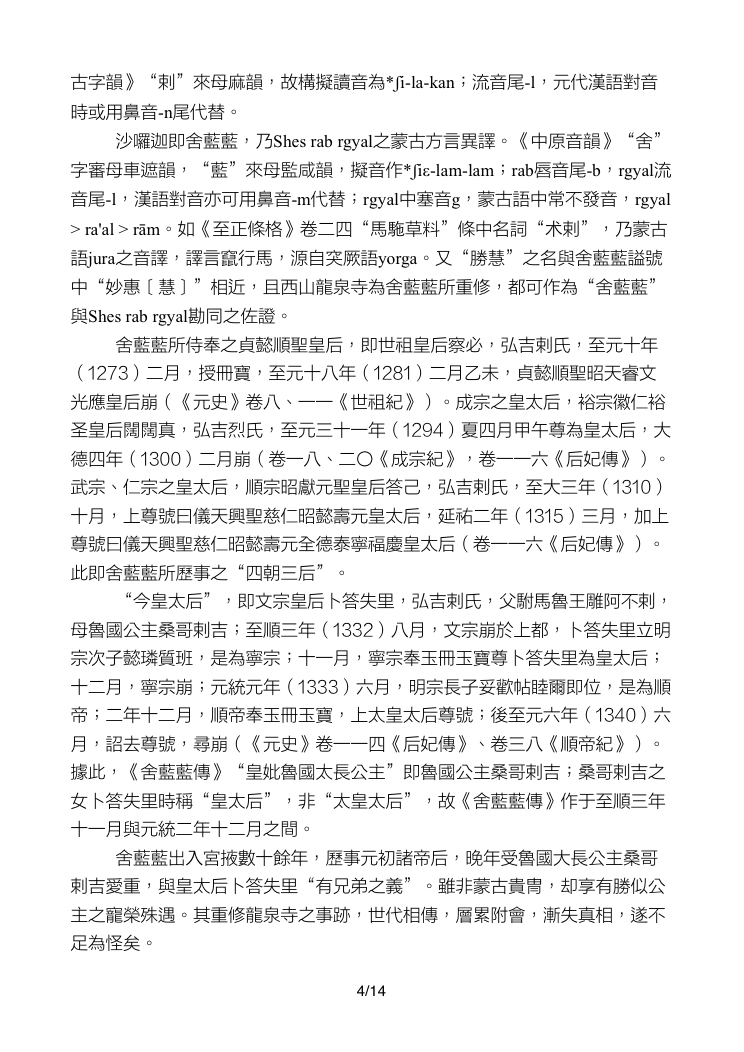 古字韻》“剌”來母麻韻，故構擬讀音為*ʃi-la-kan；流音尾-l，元代漢語對音
時或用鼻音-n尾代替。
沙囉迦即舍藍藍，乃Shes rab rgyal之蒙古方言異譯。《中原音韻》“舍”
字審母車遮韻，“藍”來母監咸韻，擬音作*ʃiɛ-lam-lam；rab唇音尾-b，rgyal流
音尾-l，漢語對音亦可用鼻音-m代替；rgyal中塞音g，蒙古語中常不發音，rgyal
> ra'al > rām。如《至正條格》卷二四“馬駞草料”條中名詞“术剌”，乃蒙古
語jura之音譯，譯言竄行馬，源自突厥語yorga。又“勝慧”之名與舍藍藍謚號
中“妙惠﹝慧﹞”相近，且西山龍泉寺為舍藍藍所重修，都可作為“舍藍藍”
與Shes rab rgyal勘同之佐證。
舍藍藍所侍奉之貞懿順聖皇后，即世祖皇后察必，弘吉剌氏，至元十年
（1273）二月，授冊寶，至元十八年（1281）二月乙未，貞懿順聖昭天睿文
光應皇后崩（《元史》卷八、一一《世祖紀》）。成宗之皇太后，裕宗徽仁裕
圣皇后闊闊真，弘吉烈氏，至元三十一年（1294）夏四月甲午尊為皇太后，大
德四年（1300）二月崩（卷一八、二〇《成宗紀》，卷一一六《后妃傳》）。
武宗、仁宗之皇太后，順宗昭獻元聖皇后答己，弘吉剌氏，至大三年（1310）
十月，上尊號曰儀天興聖慈仁昭懿壽元皇太后，延祐二年（1315）三月，加上
尊號曰儀天興聖慈仁昭懿壽元全德泰寧福慶皇太后（卷一一六《后妃傳》）。
此即舍藍藍所歷事之“四朝三后”。
“今皇太后”，即文宗皇后卜答失里，弘吉剌氏，父駙馬魯王雕阿不剌，
母魯國公主桑哥剌吉；至順三年（1332）八月，文宗崩於上都，卜答失里立明
宗次子懿璘質班，是為寧宗；十一月，寧宗奉玉冊玉寶尊卜答失里為皇太后；
十二月，寧宗崩；元統元年（1333）六月，明宗長子妥歡帖睦爾即位，是為順
帝；二年十二月，順帝奉玉冊玉寶，上太皇太后尊號；後至元六年（1340）六
月，詔去尊號，尋崩（《元史》卷一一四《后妃傳》、卷三八《順帝紀》）。
據此，《舍藍藍傳》“皇妣魯國太長公主”即魯國公主桑哥剌吉；桑哥剌吉之
女卜答失里時稱“皇太后”，非“太皇太后”，故《舍藍藍傳》作于至順三年
十一月與元統二年十二月之間。
舍藍藍出入宮掖數十餘年，歷事元初諸帝后，晚年受魯國大長公主桑哥
剌吉愛重，與皇太后卜答失里“有兄弟之義”。雖非蒙古貴冑，却享有勝似公
主之寵榮殊遇。其重修龍泉寺之事跡，世代相傳，層累附會，漸失真相，遂不
足為怪矣。
4/14